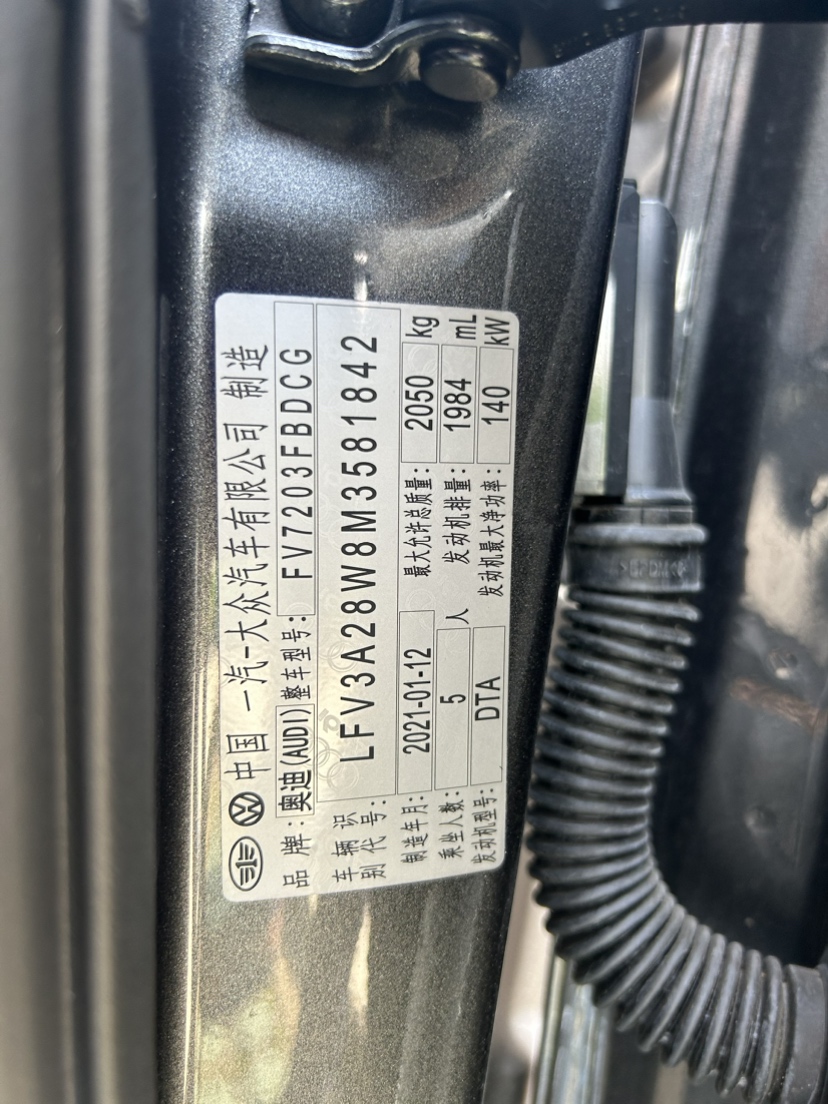 中国 一汽-大众汽车有限公司 制造
品牌: 奥迪(AUDI) 整车型号: FV7203FBDCG
车辆识别代号: LFV3A28W8M3581842
制造年月: 2021-01-12 最大允许总质量: 2050 kg
乘坐人数: 5 人 发动机排量: 1984 mL
发动机型号: DTA 发动机最大净功率: 140 kW